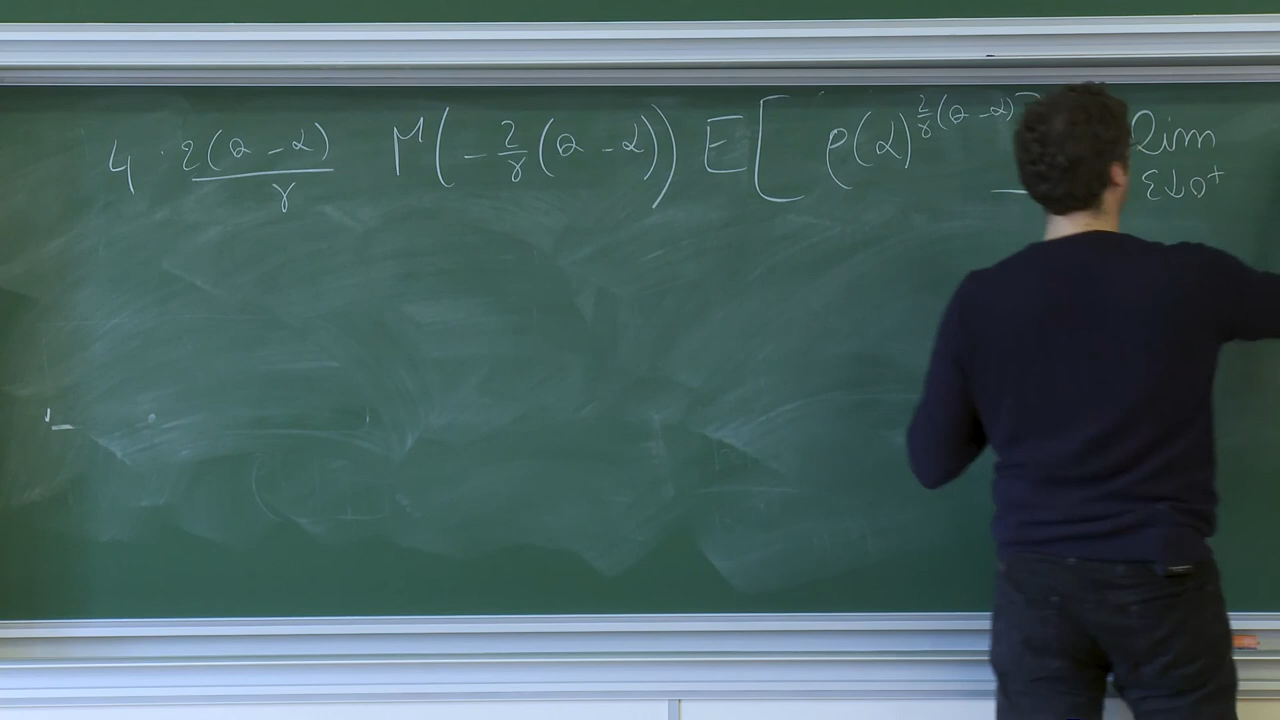 4 · 2(Q - α)/γ Γ(-2/γ(Q - α)) E[ ρ(α)^{2/γ(Q - α)} ] lim
ε↓0⁺